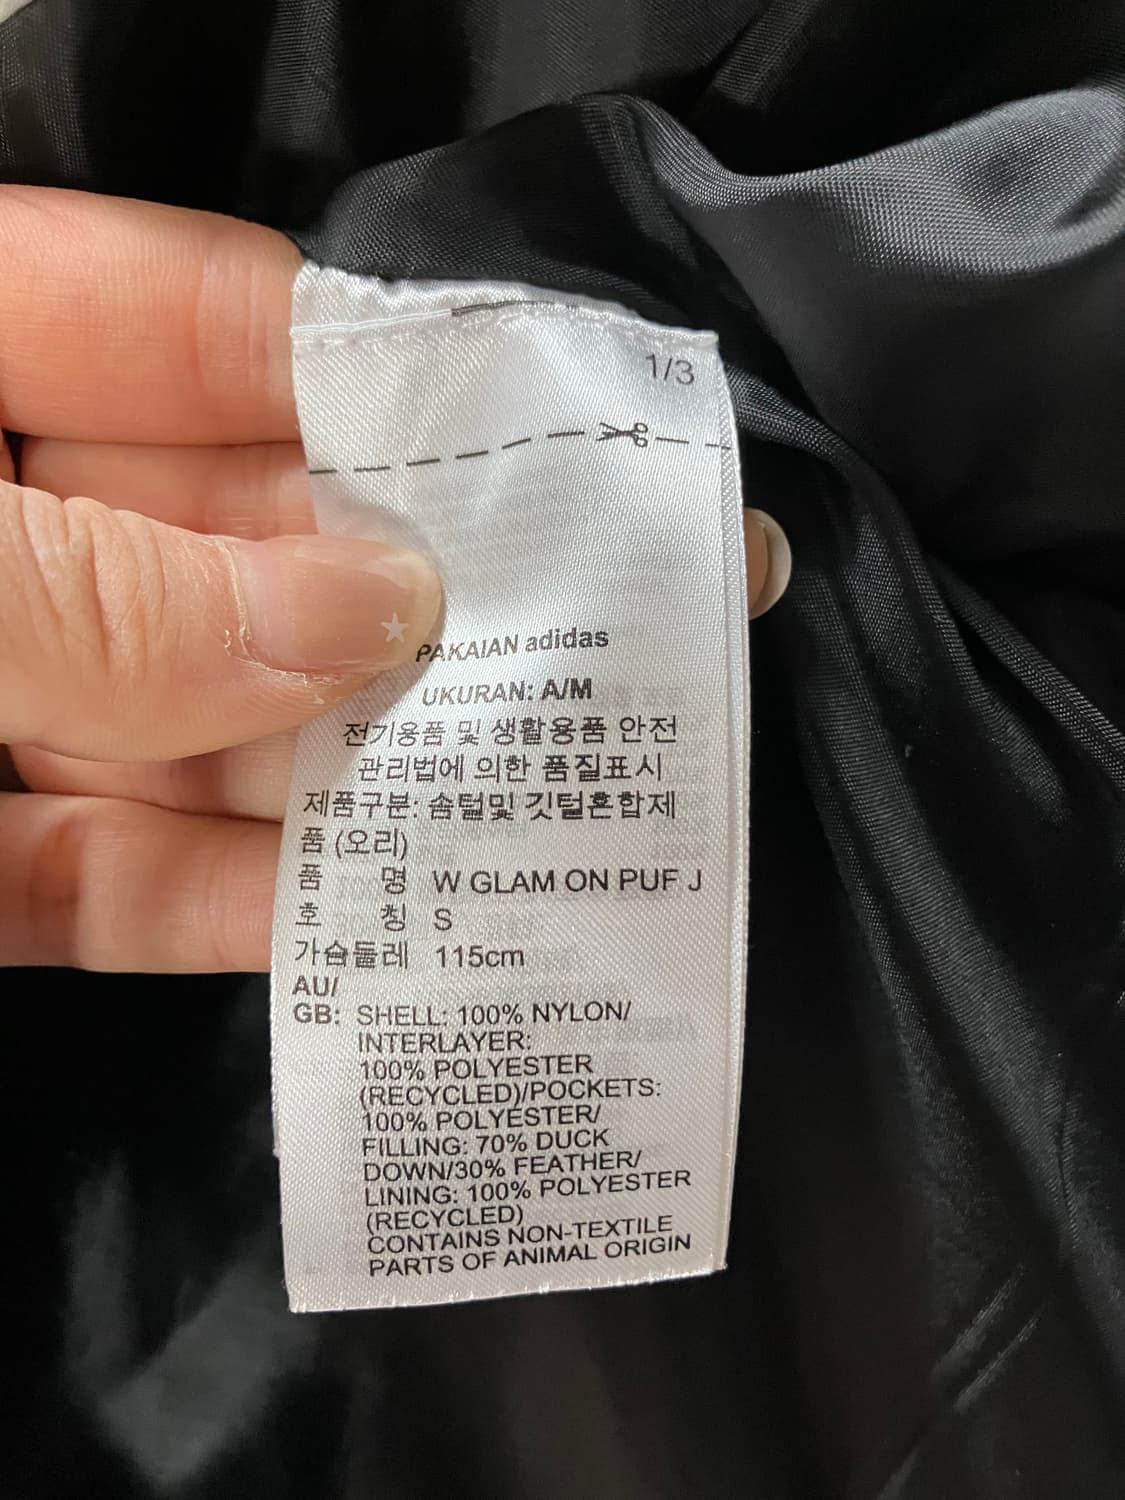 1/3
PAKAIAN adidas
UKURAN: A/M
전기용품 및 생활용품 안전
관리법에 의한 품질표시
제품구분: 솜털및 깃털혼합제
품 (오리)
품 명 W GLAM ON PUF J
호 칭 S
가슴둘레 115cm
AU/
GB: SHELL: 100% NYLON/
INTERLAYER:
100% POLYESTER
(RECYCLED)/POCKETS:
100% POLYESTER/
FILLING: 70% DUCK
DOWN/30% FEATHER/
LINING: 100% POLYESTER
(RECYCLED)
CONTAINS NON-TEXTILE
PARTS OF ANIMAL ORIGIN